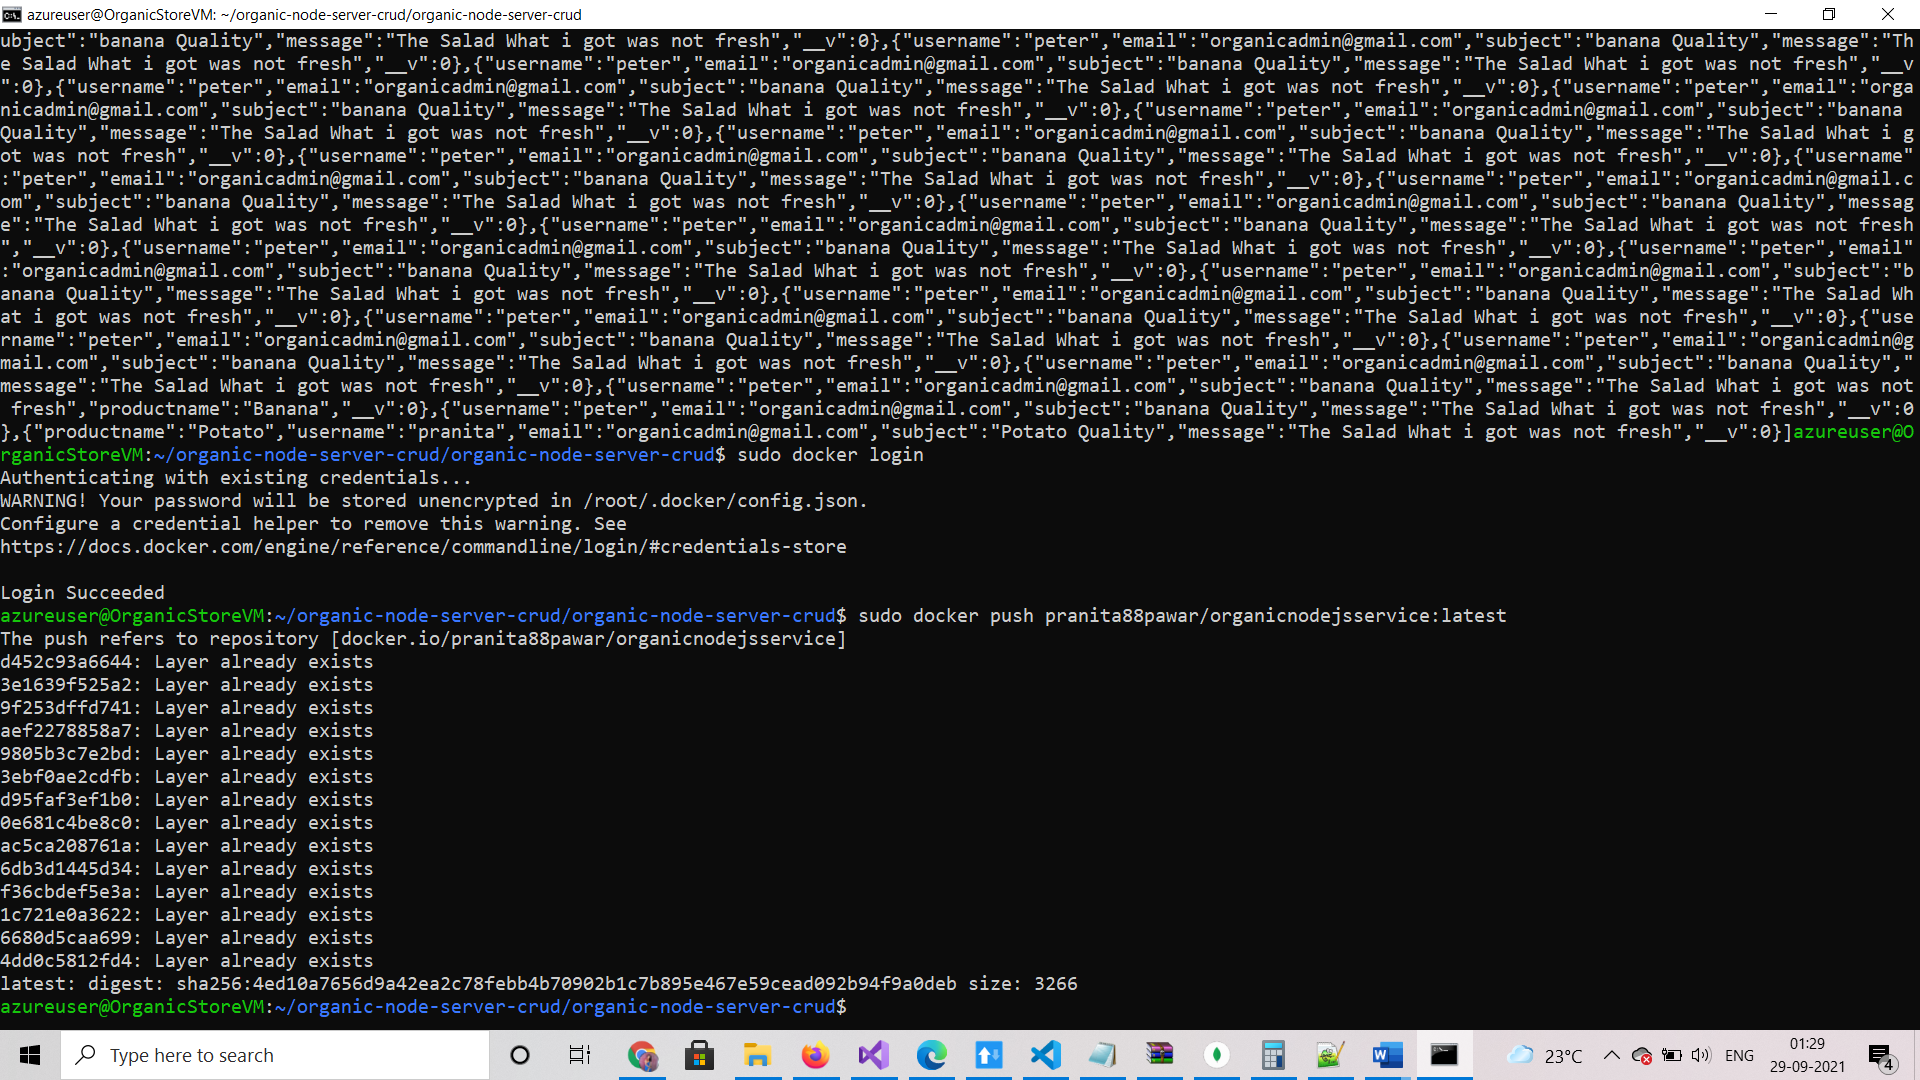 azureuser@OrganicStoreVM: ~/organic-node-server-crud/organic-node-server-crud
ubject":"banana Quality","message":"The Salad What i got was not fresh","__v":0},{"username":"peter","email":"organicadmin@gmail.com","subject":"banana Quality","message":"Th
e Salad What i got was not fresh","__v":0},{"username":"peter","email":"organicadmin@gmail.com","subject":"banana Quality","message":"The Salad What i got was not fresh","__v
":0},{"username":"peter","email":"organicadmin@gmail.com","subject":"banana Quality","message":"The Salad What i got was not fresh","__v":0},{"username":"peter","email":"orga
nicadmin@gmail.com","subject":"banana Quality","message":"The Salad What i got was not fresh","__v":0},{"username":"peter","email":"organicadmin@gmail.com","subject":"banana
Quality","message":"The Salad What i got was not fresh","__v":0},{"username":"peter","email":"organicadmin@gmail.com","subject":"banana Quality","message":"The Salad What i g
ot was not fresh","__v":0},{"username":"peter","email":"organicadmin@gmail.com","subject":"banana Quality","message":"The Salad What i got was not fresh","__v":0},{"username"
:"peter","email":"organicadmin@gmail.com","subject":"banana Quality","message":"The Salad What i got was not fresh","__v":0},{"username":"peter","email":"organicadmin@gmail.c
om","subject":"banana Quality","message":"The Salad What i got was not fresh","__v":0},{"username":"peter","email":"organicadmin@gmail.com","subject":"banana Quality","messag
e":"The Salad What i got was not fresh","__v":0},{"username":"peter","email":"organicadmin@gmail.com","subject":"banana Quality","message":"The Salad What i got was not fresh
","__v":0},{"username":"peter","email":"organicadmin@gmail.com","subject":"banana Quality","message":"The Salad What i got was not fresh","__v":0},{"username":"peter","email"
:"organicadmin@gmail.com","subject":"banana Quality","message":"The Salad What i got was not fresh","__v":0},{"username":"peter","email":"organicadmin@gmail.com","subject":"b
anana Quality","message":"The Salad What i got was not fresh","__v":0},{"username":"peter","email":"organicadmin@gmail.com","subject":"banana Quality","message":"The Salad Wh
at i got was not fresh","__v":0},{"username":"peter","email":"organicadmin@gmail.com","subject":"banana Quality","message":"The Salad What i got was not fresh","__v":0},{"use
rname":"peter","email":"organicadmin@gmail.com","subject":"banana Quality","message":"The Salad What i got was not fresh","__v":0},{"username":"peter","email":"organicadmin@g
mail.com","subject":"banana Quality","message":"The Salad What i got was not fresh","__v":0},{"username":"peter","email":"organicadmin@gmail.com","subject":"banana Quality","
message":"The Salad What i got was not fresh","__v":0},{"username":"peter","email":"organicadmin@gmail.com","subject":"banana Quality","message":"The Salad What i got was not
 fresh","productname":"Banana","__v":0},{"username":"peter","email":"organicadmin@gmail.com","subject":"banana Quality","message":"The Salad What i got was not fresh","__v":0
},{"productname":"Potato","username":"pranita","email":"organicadmin@gmail.com","subject":"Potato Quality","message":"The Salad What i got was not fresh","__v":0}]azureuser@O
rganicStoreVM:~/organic-node-server-crud/organic-node-server-crud$ sudo docker login
Authenticating with existing credentials...
WARNING! Your password will be stored unencrypted in /root/.docker/config.json.
Configure a credential helper to remove this warning. See
https://docs.docker.com/engine/reference/commandline/login/#credentials-store
Login Succeeded
azureuser@OrganicStoreVM:~/organic-node-server-crud/organic-node-server-crud$ sudo docker push pranita88pawar/organicnodejsservice:latest
The push refers to repository [docker.io/pranita88pawar/organicnodejsservice]
d452c93a6644: Layer already exists
3e1639f525a2: Layer already exists
9f253dffd741: Layer already exists
aef2278858a7: Layer already exists
9805b3c7e2bd: Layer already exists
3ebf0ae2cdfb: Layer already exists
d95faf3ef1b0: Layer already exists
0e681c4be8c0: Layer already exists
ac5ca208761a: Layer already exists
6db3d1445d34: Layer already exists
f36cbdef5e3a: Layer already exists
1c721e0a3622: Layer already exists
6680d5caa699: Layer already exists
4dd0c5812fd4: Layer already exists
latest: digest: sha256:4ed10a7656d9a42ea2c78febb4b70902b1c7b895e467e59cead092b94f9a0deb size: 3266
azureuser@OrganicStoreVM:~/organic-node-server-crud/organic-node-server-crud$
Type here to search
23°C
ENG
01:29
29-09-2021
4